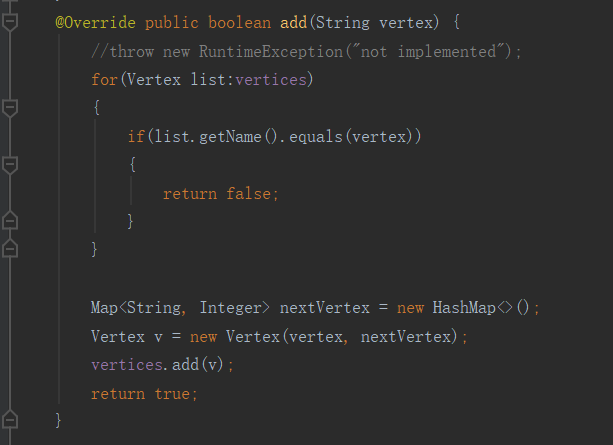 @Override public boolean add(String vertex) {
//throw new RuntimeException("not implemented");
for(Vertex list:vertices)
{
if(list.getName().equals(vertex))
{
return false;
}
}
Map<String, Integer> nextVertex = new HashMap<>();
Vertex v = new Vertex(vertex, nextVertex);
vertices.add(v);
return true;
}